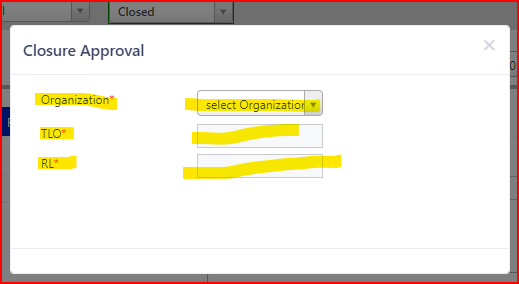 Closed
Closure Approval
Organization*
select Organization
TLO*
RL*